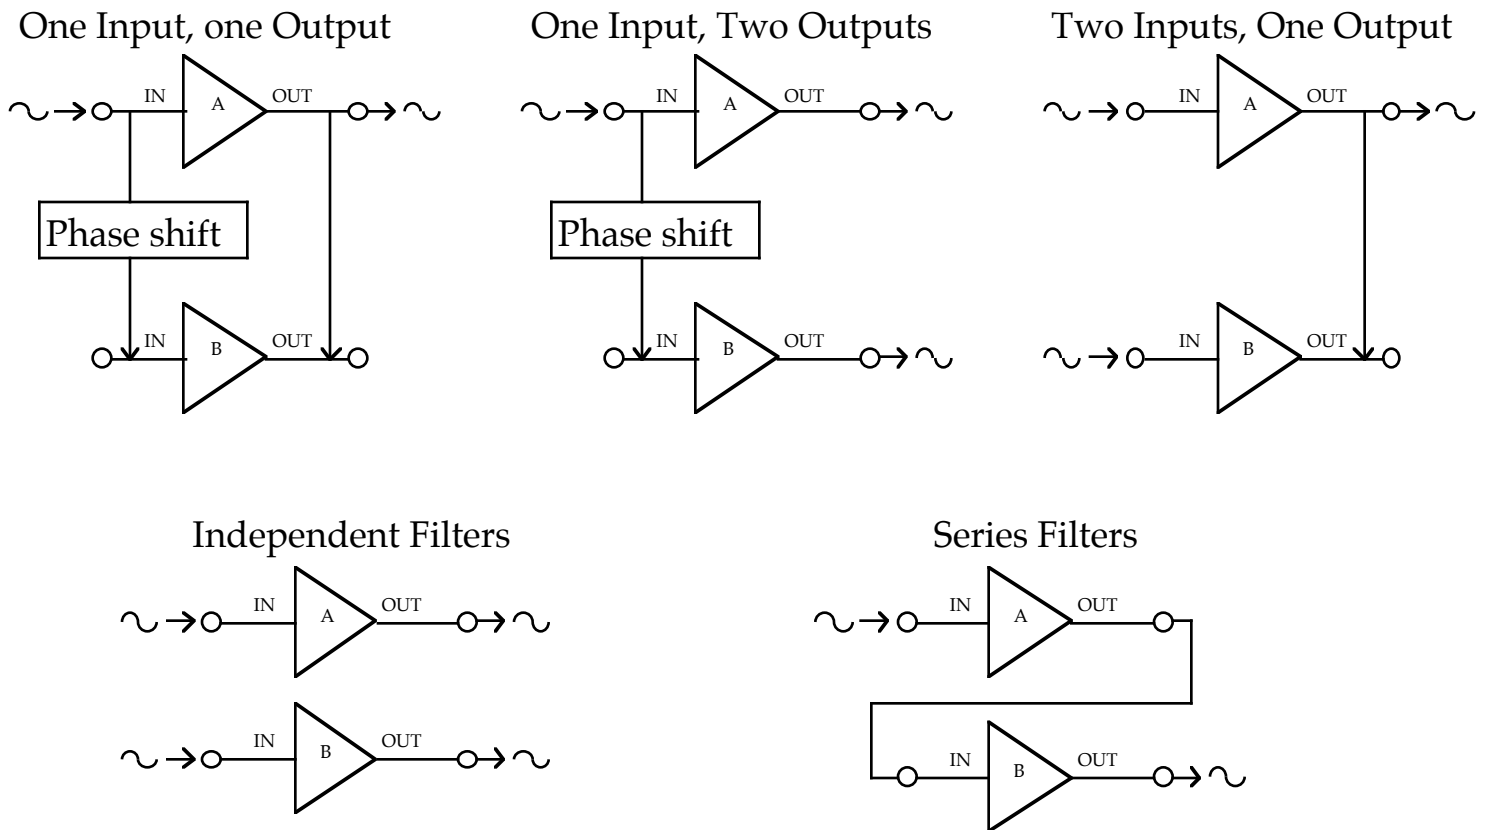 One Input, one Output
One Input, Two Outputs
Two Inputs, One Output
IN A OUT
IN A OUT
IN A OUT
Phase shift
Phase shift
IN B OUT
IN B OUT
IN B OUT
Independent Filters
Series Filters
IN A OUT
IN A OUT
IN B OUT
IN B OUT